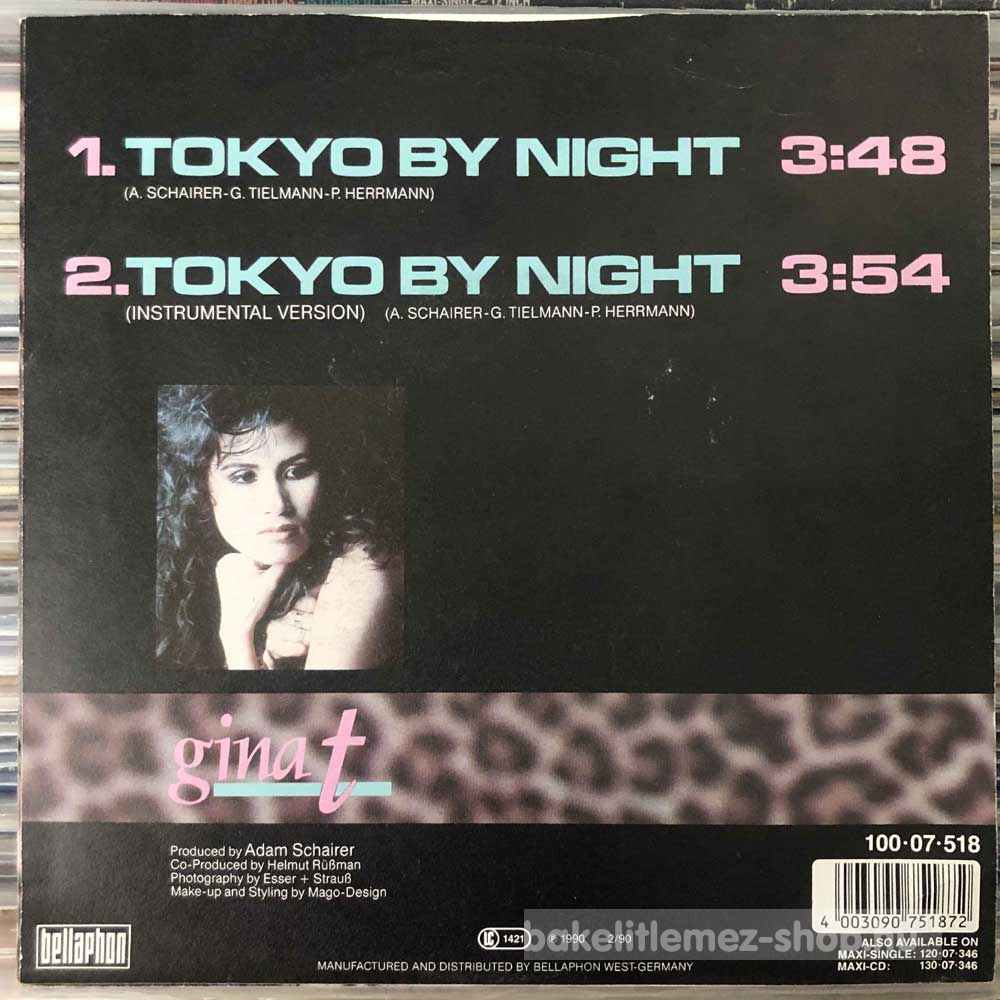 1. TOKYO BY NIGHT 3:48
(A. SCHAIRER-G. TIELMANN-P. HERRMANN)
2. TOKYO BY NIGHT 3:54
(INSTRUMENTAL VERSION) (A. SCHAIRER-G. TIELMANN-P. HERRMANN)
gina t
Produced by Adam Schairer
Co-Produced by Helmut Rüßman
Photography by Esser + Strauß
Make-up and Styling by Mago-Design
100·07·518
4 003090 751872
bellaphon
LC 1421 ℗ 1990 2/90
bakelitlemez-shop.hu
ALSO AVAILABLE ON
MAXI-SINGLE: 120·07·346
MAXI-CD: 130·07·346
MANUFACTURED AND DISTRIBUTED BY BELLAPHON WEST-GERMANY